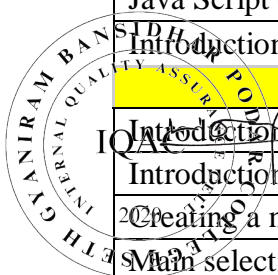 Java Script
Introduction
Introduction
Introduction
Creating a n
Main select
SETH GYANIRAM BANSIDHAR PODAR COLLEGE
INTERNAL QUALITY ASSURANCE CELL
IQAC
2020